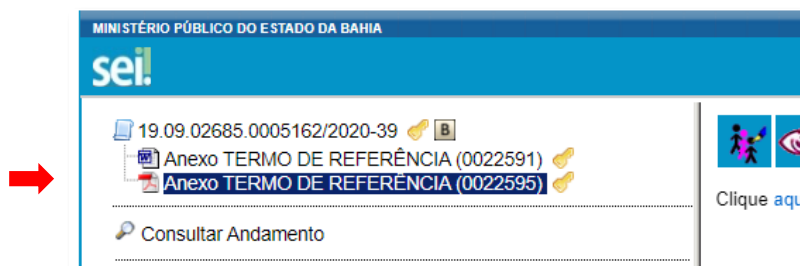 MINISTÉRIO PÚBLICO DO ESTADO DA BAHIA
sei!
19.09.02685.0005162/2020-39 B
Anexo TERMO DE REFERÊNCIA (0022591)
Anexo TERMO DE REFERÊNCIA (0022595)
Clique aqu
Consultar Andamento